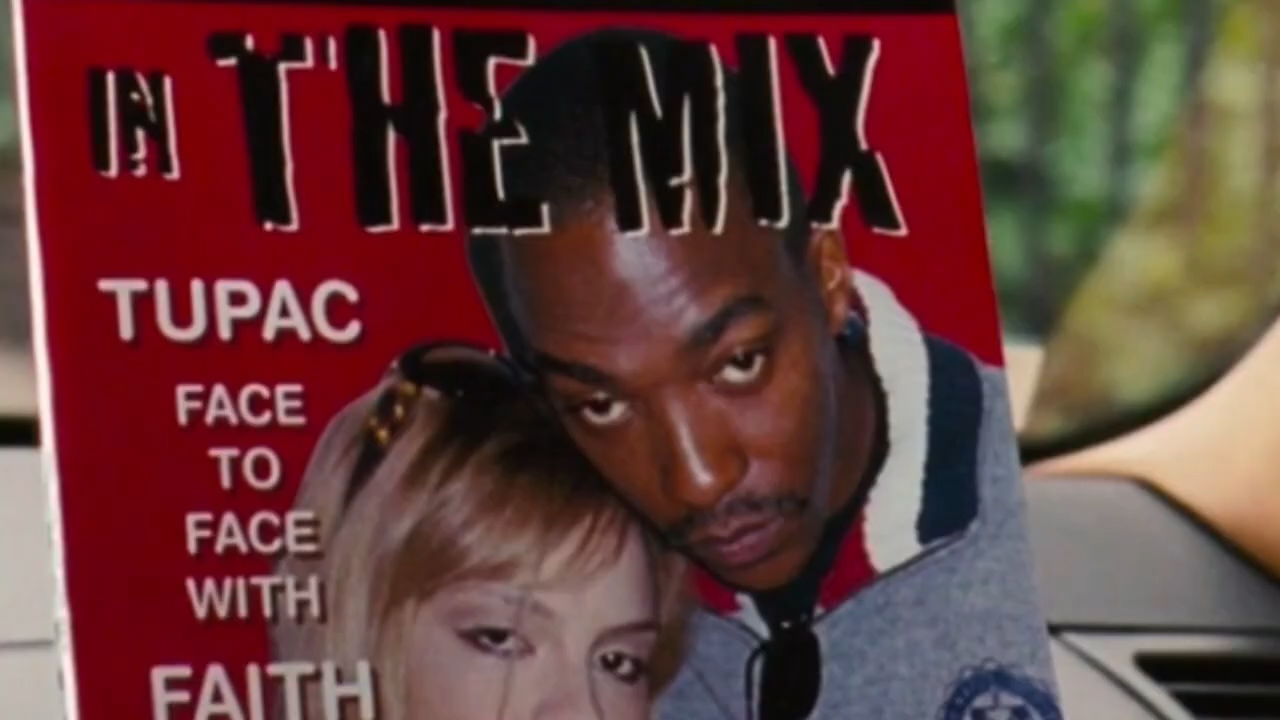 IN THE MIX
TUPAC
FACE
TO
FACE
WITH
FAITH